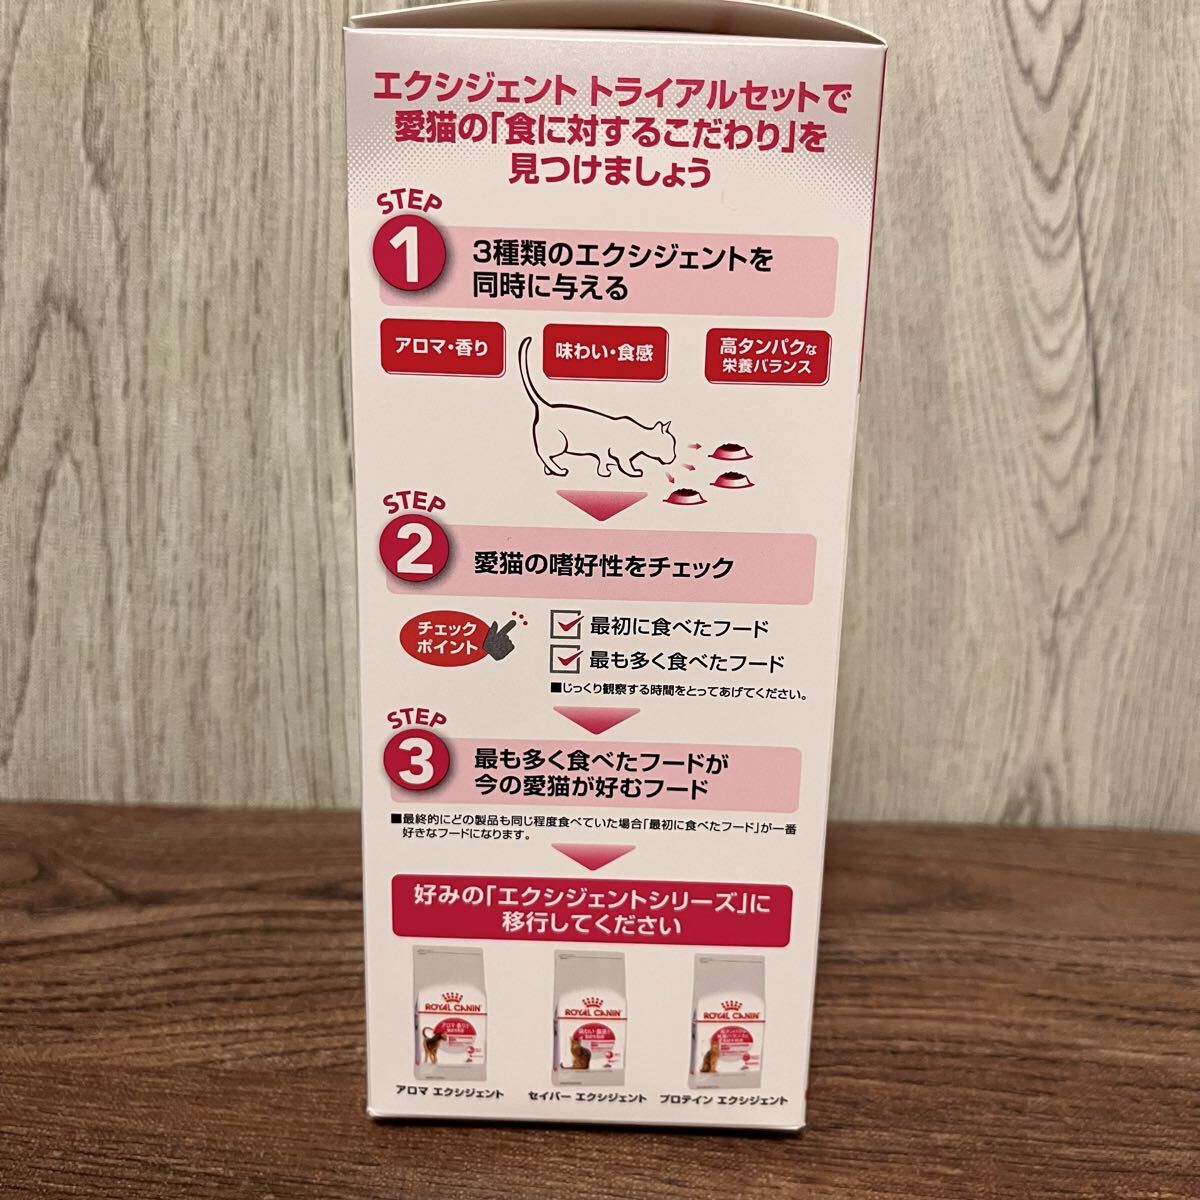 エクシジェント トライアルセットで
愛猫の「食に対するこだわり」を
見つけましょう
STEP
1
3種類のエクシジェントを
同時に与える
アロマ・香り
味わい・食感
高タンパクな
栄養バランス
STEP
2
愛猫の嗜好性をチェック
チェック
ポイント
最初に食べたフード
最も多く食べたフード
■じっくり観察する時間をとってあげてください。
STEP
3
最も多く食べたフードが
今の愛猫が好むフード
■最終的にどの製品も同じ程度食べていた場合「最初に食べたフード」が一番
好きなフードになります。
好みの「エクシジェントシリーズ」に
移行してください
ROYAL CANIN
ROYAL CANIN
ROYAL CANIN
アロマ エクシジェント
セイバー エクシジェント
プロテイン エクシジェント